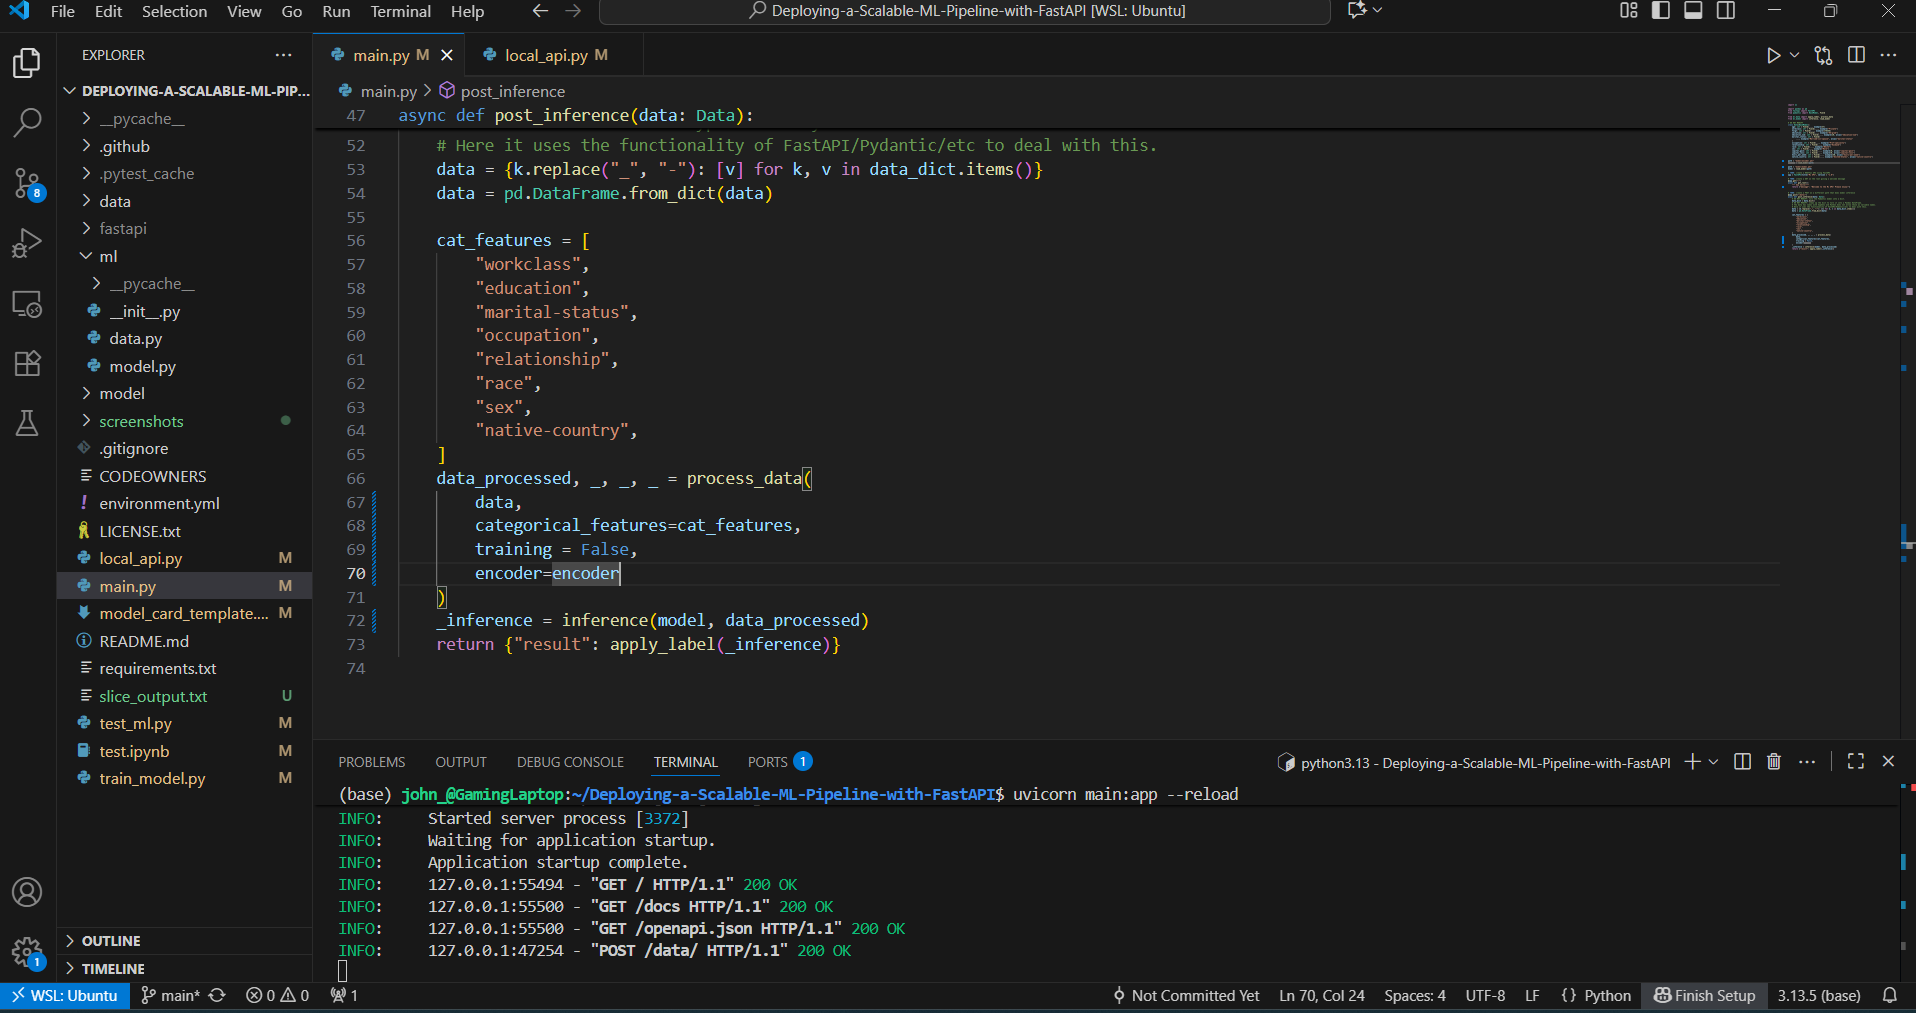 File Edit Selection View Go Run Terminal Help
Deploying-a-Scalable-ML-Pipeline-with-FastAPI [WSL: Ubuntu]
EXPLORER
DEPLOYING-A-SCALABLE-ML-PIP...
__pycache__
.github
.pytest_cache
data
fastapi
ml
__pycache__
__init__.py
data.py
model.py
model
screenshots
.gitignore
CODEOWNERS
environment.yml
LICENSE.txt
local_api.py M
main.py M
model_card_template.... M
README.md
requirements.txt
slice_output.txt U
test_ml.py M
test.ipynb M
train_model.py M
OUTLINE
TIMELINE
8
1
main.py M
local_api.py M
main.py > post_inference
47 async def post_inference(data: Data):
52 # Here it uses the functionality of FastAPI/Pydantic/etc to deal with this.
53 data = {k.replace("_", "-"): [v] for k, v in data_dict.items()}
54 data = pd.DataFrame.from_dict(data)
55
56 cat_features = [
57 "workclass",
58 "education",
59 "marital-status",
60 "occupation",
61 "relationship",
62 "race",
63 "sex",
64 "native-country",
65 ]
66 data_processed, _, _, _ = process_data(
67 data,
68 categorical_features=cat_features,
69 training = False,
70 encoder=encoder
71 )
72 _inference = inference(model, data_processed)
73 return {"result": apply_label(_inference)}
74
PROBLEMS OUTPUT DEBUG CONSOLE TERMINAL PORTS 1
python3.13 - Deploying-a-Scalable-ML-Pipeline-with-FastAPI
(base) john_@GamingLaptop:~/Deploying-a-Scalable-ML-Pipeline-with-FastAPI$ uvicorn main:app --reload
INFO: Started server process [3372]
INFO: Waiting for application startup.
INFO: Application startup complete.
INFO: 127.0.0.1:55494 - "GET / HTTP/1.1" 200 OK
INFO: 127.0.0.1:55500 - "GET /docs HTTP/1.1" 200 OK
INFO: 127.0.0.1:55500 - "GET /openapi.json HTTP/1.1" 200 OK
INFO: 127.0.0.1:47254 - "POST /data/ HTTP/1.1" 200 OK
WSL: Ubuntu main* 0 0 1 Not Committed Yet Ln 70, Col 24 Spaces: 4 UTF-8 LF {} Python Finish Setup 3.13.5 (base)